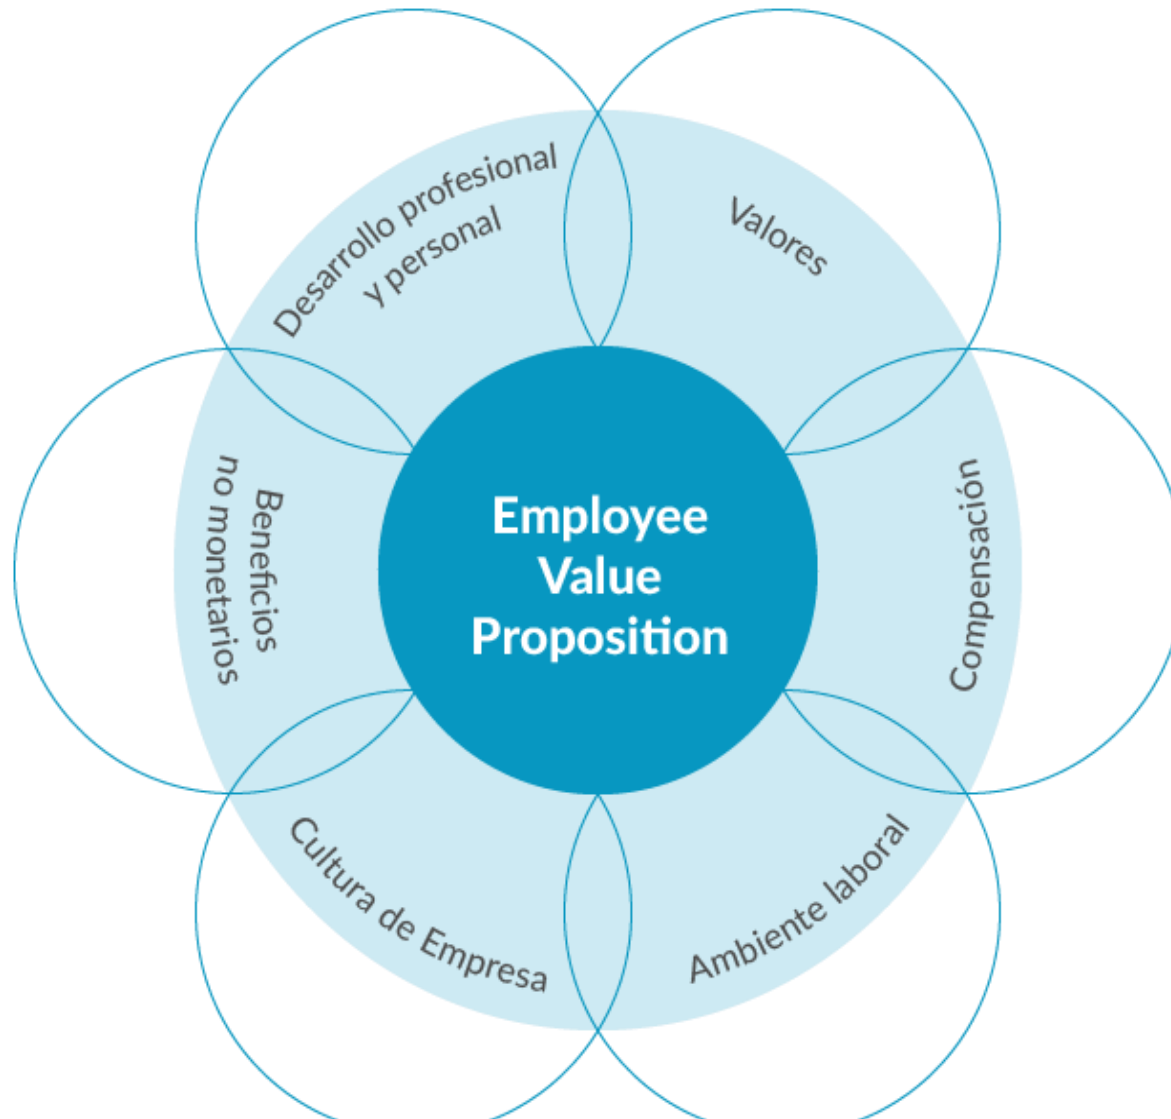 Desarrollo profesional
y personal
Valores
Beneficios
no monetarios
Employee
Value
Proposition
Compensación
Cultura de Empresa
Ambiente laboral